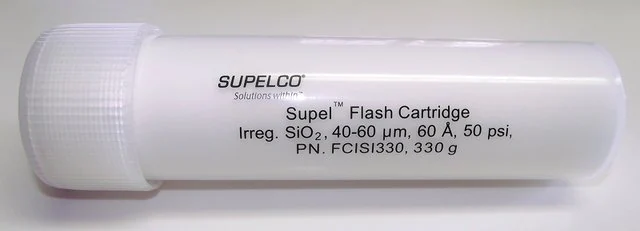 SUPELCO®
Solutions within™
Supel™ Flash Cartridge
Irreg. SiO₂, 40-60 µm, 60 Å, 50 psi,
PN. FCISI330, 330 g